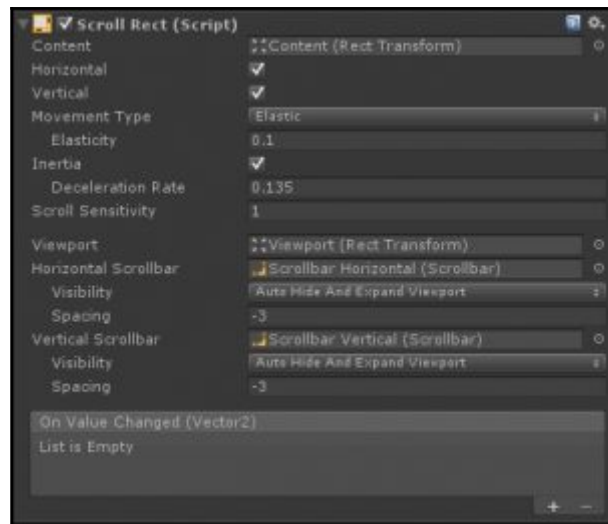 Scroll Rect (Script)
Content Content (Rect Transform)
Horizontal
Vertical
Movement Type Elastic
Elasticity 0.1
Inertia
Deceleration Rate 0.135
Scroll Sensitivity 1
Viewport Viewport (Rect Transform)
Horizontal Scrollbar Scrollbar Horizontal (Scrollbar)
Visibility Auto Hide And Expand Viewport
Spacing -3
Vertical Scrollbar Scrollbar Vertical (Scrollbar)
Visibility Auto Hide And Expand Viewport
Spacing -3
On Value Changed (Vector2)
List is Empty